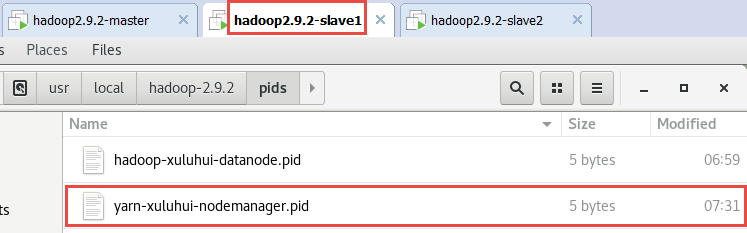 hadoop2.9.2-master hadoop2.9.2-slave1 hadoop2.9.2-slave2
s Places Files
usr local hadoop-2.9.2 pids
Name Size Modified
hadoop-xuluhui-datanode.pid 5 bytes 06:59
yarn-xuluhui-nodemanager.pid 5 bytes 07:31
ts